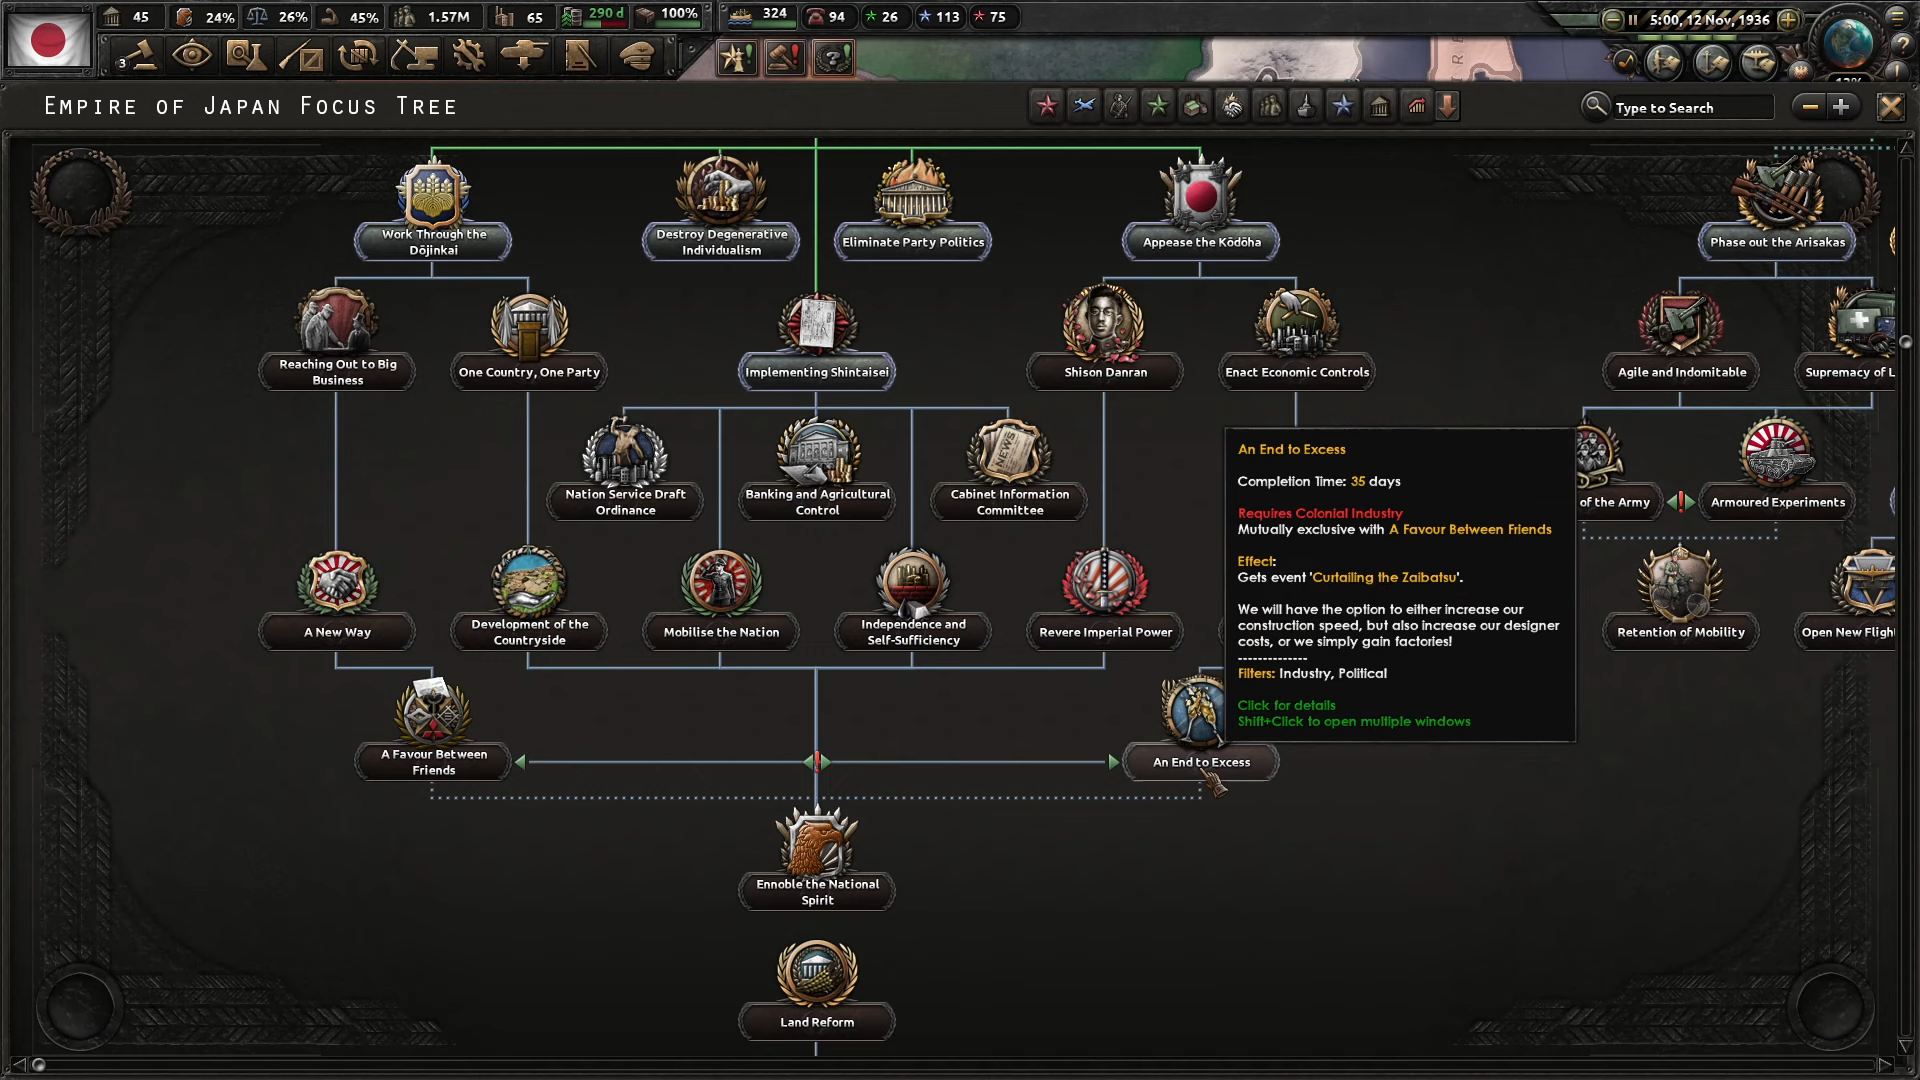 45
24%
26%
45%
1.57M
65
290 d
100%
324
94
26
113
75
5:00, 12 Nov, 1936
3
EMPIRE OF JAPAN FOCUS TREE
Type to Search
Work Through the
Dōjinkai
Destroy Degenerative
Individualism
Eliminate Party Politics
Appease the Kōdōha
Phase out the Arisakas
Reaching Out to Big
Business
One Country, One Party
Implementing Shintaisei
Shison Danran
Enact Economic Controls
Agile and Indomitable
Supremacy of L
Nation Service Draft
Ordinance
Banking and Agricultural
Control
NEWS
Cabinet Information
Committee
of the Army
Armoured Experiments
An End to Excess
Completion Time: 35 days
Requires Colonial Industry
Mutually exclusive with A Favour Between Friends
Effect:
Gets event 'Curtailing the Zaibatsu'.
We will have the option to either increase our
construction speed, but also increase our designer
costs, or we simply gain factories!
--------------
Filters: Industry, Political
Click for details
Shift+Click to open multiple windows
A New Way
Development of the
Countryside
Mobilise the Nation
Independence and
Self-Sufficiency
Revere Imperial Power
Retention of Mobility
Open New Flight
A Favour Between
Friends
An End to Excess
Ennoble the National
Spirit
Land Reform